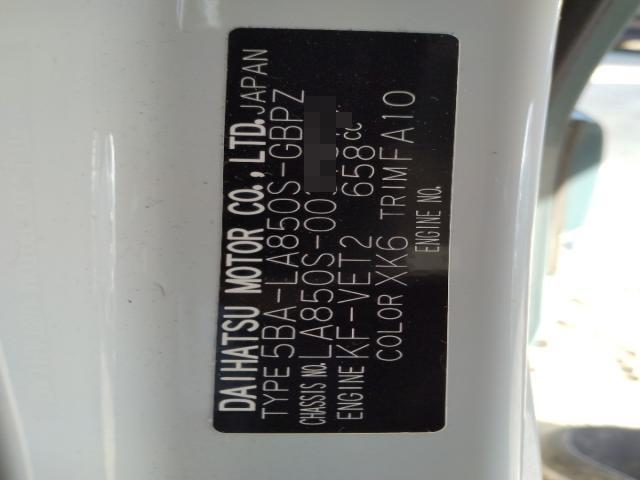 DAIHATSU MOTOR CO., LTD. JAPAN
TYPE 5BA-LA850S-GBPZ
CHASSIS NO. LA850S-00
ENGINE KF-VET2 658cc
COLOR XK6 TRIM FA10
ENGINE NO.